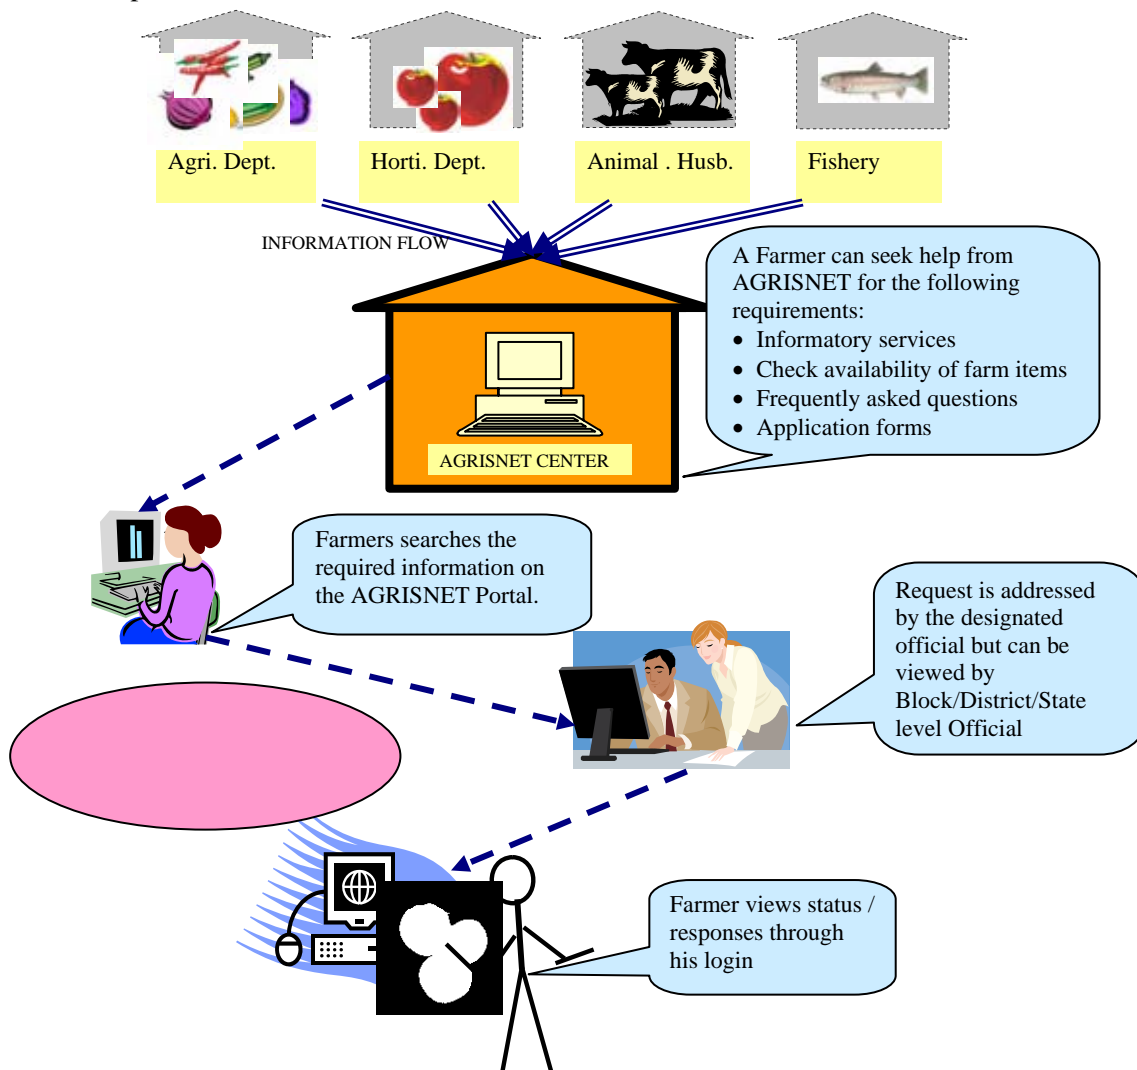 Agri. Dept.
Horti. Dept.
Animal . Husb.
Fishery
INFORMATION FLOW
A Farmer can seek help from
AGRISNET for the following
requirements:
• Informatory services
• Check availability of farm items
• Frequently asked questions
• Application forms
AGRISNET CENTER
Farmers searches the
required information on
the AGRISNET Portal.
Request is addressed
by the designated
official but can be
viewed by
Block/District/State
level Official
Farmer views status /
responses through
his login